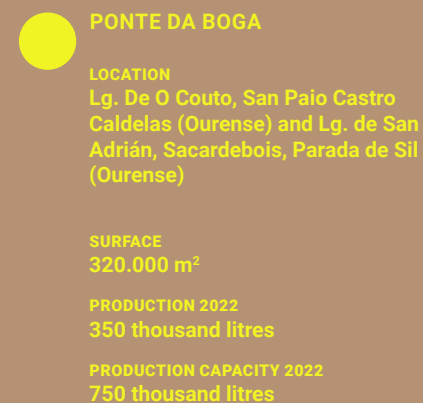 PONTE DA BOGA
LOCATION
Lg. De O Couto, San Paio Castro
Caldelas (Ourense) and Lg. de San
Adrián, Sacardebois, Parada de Sil
(Ourense)
SURFACE
320.000 m²
PRODUCTION 2022
350 thousand litres
PRODUCTION CAPACITY 2022
750 thousand litres